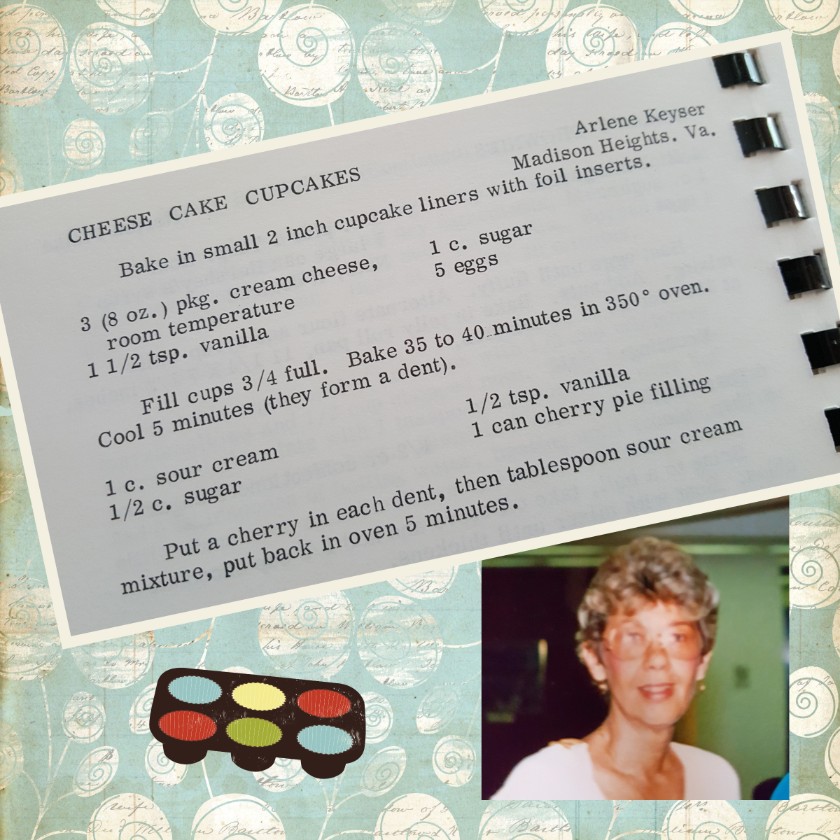 Arlene Keyser
Madison Heights. Va.
CHEESE CAKE CUPCAKES
Bake in small 2 inch cupcake liners with foil inserts.
3 (8 oz.) pkg. cream cheese,
room temperature
1 1/2 tsp. vanilla
1 c. sugar
5 eggs
Fill cups 3/4 full. Bake 35 to 40 minutes in 350° oven.
Cool 5 minutes (they form a dent).
1 c. sour cream
1/2 c. sugar
1/2 tsp. vanilla
1 can cherry pie filling
Put a cherry in each dent, then tablespoon sour cream
mixture, put back in oven 5 minutes.